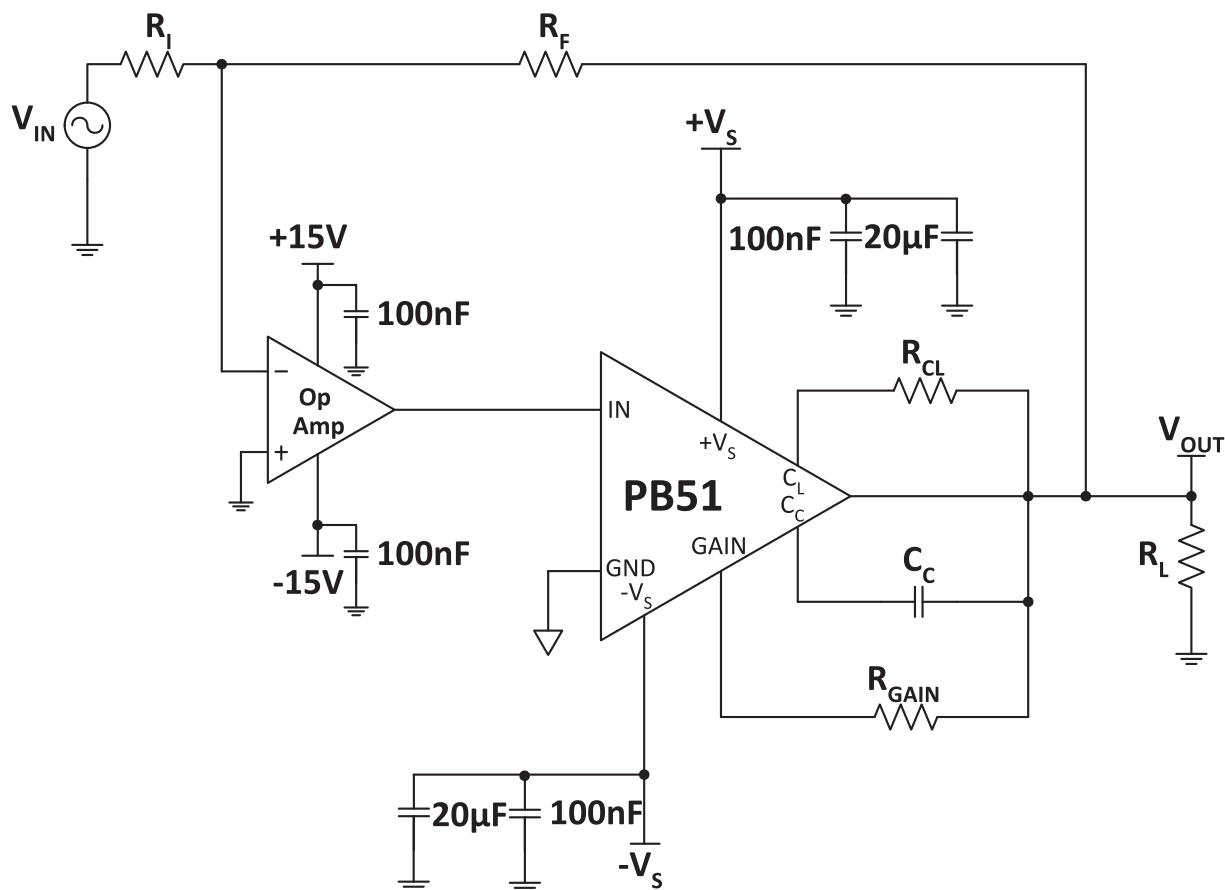 R_I
R_F
V_IN
+V_S
+15V
100nF
20µF
100nF
R_CL
−
Op
Amp
+
IN
+V_S
V_OUT
C_L
PB51
C_C
GAIN
100nF
-15V
GND
-V_S
C_C
R_L
R_GAIN
20µF
100nF
-V_S